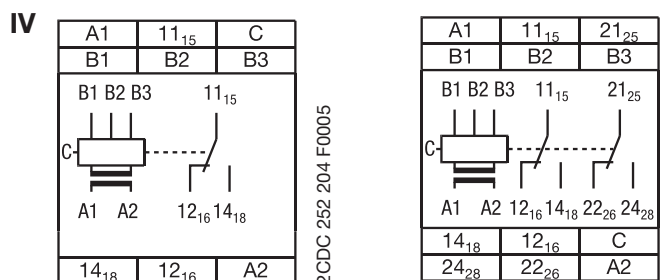 IV
A1 11₁₅ C
B1 B2 B3
B1 B2 B3 11₁₅
C
A1 A2 12₁₆ 14₁₈
14₁₈ 12₁₆ A2
2CDC 252 204 F0005
A1 11₁₅ 21₂₅
B1 B2 B3
B1 B2 B3 11₁₅ 21₂₅
C
A1 A2 12₁₆ 14₁₈ 22₂₆ 24₂₈
14₁₈ 12₁₆ C
24₂₈ 22₂₆ A2